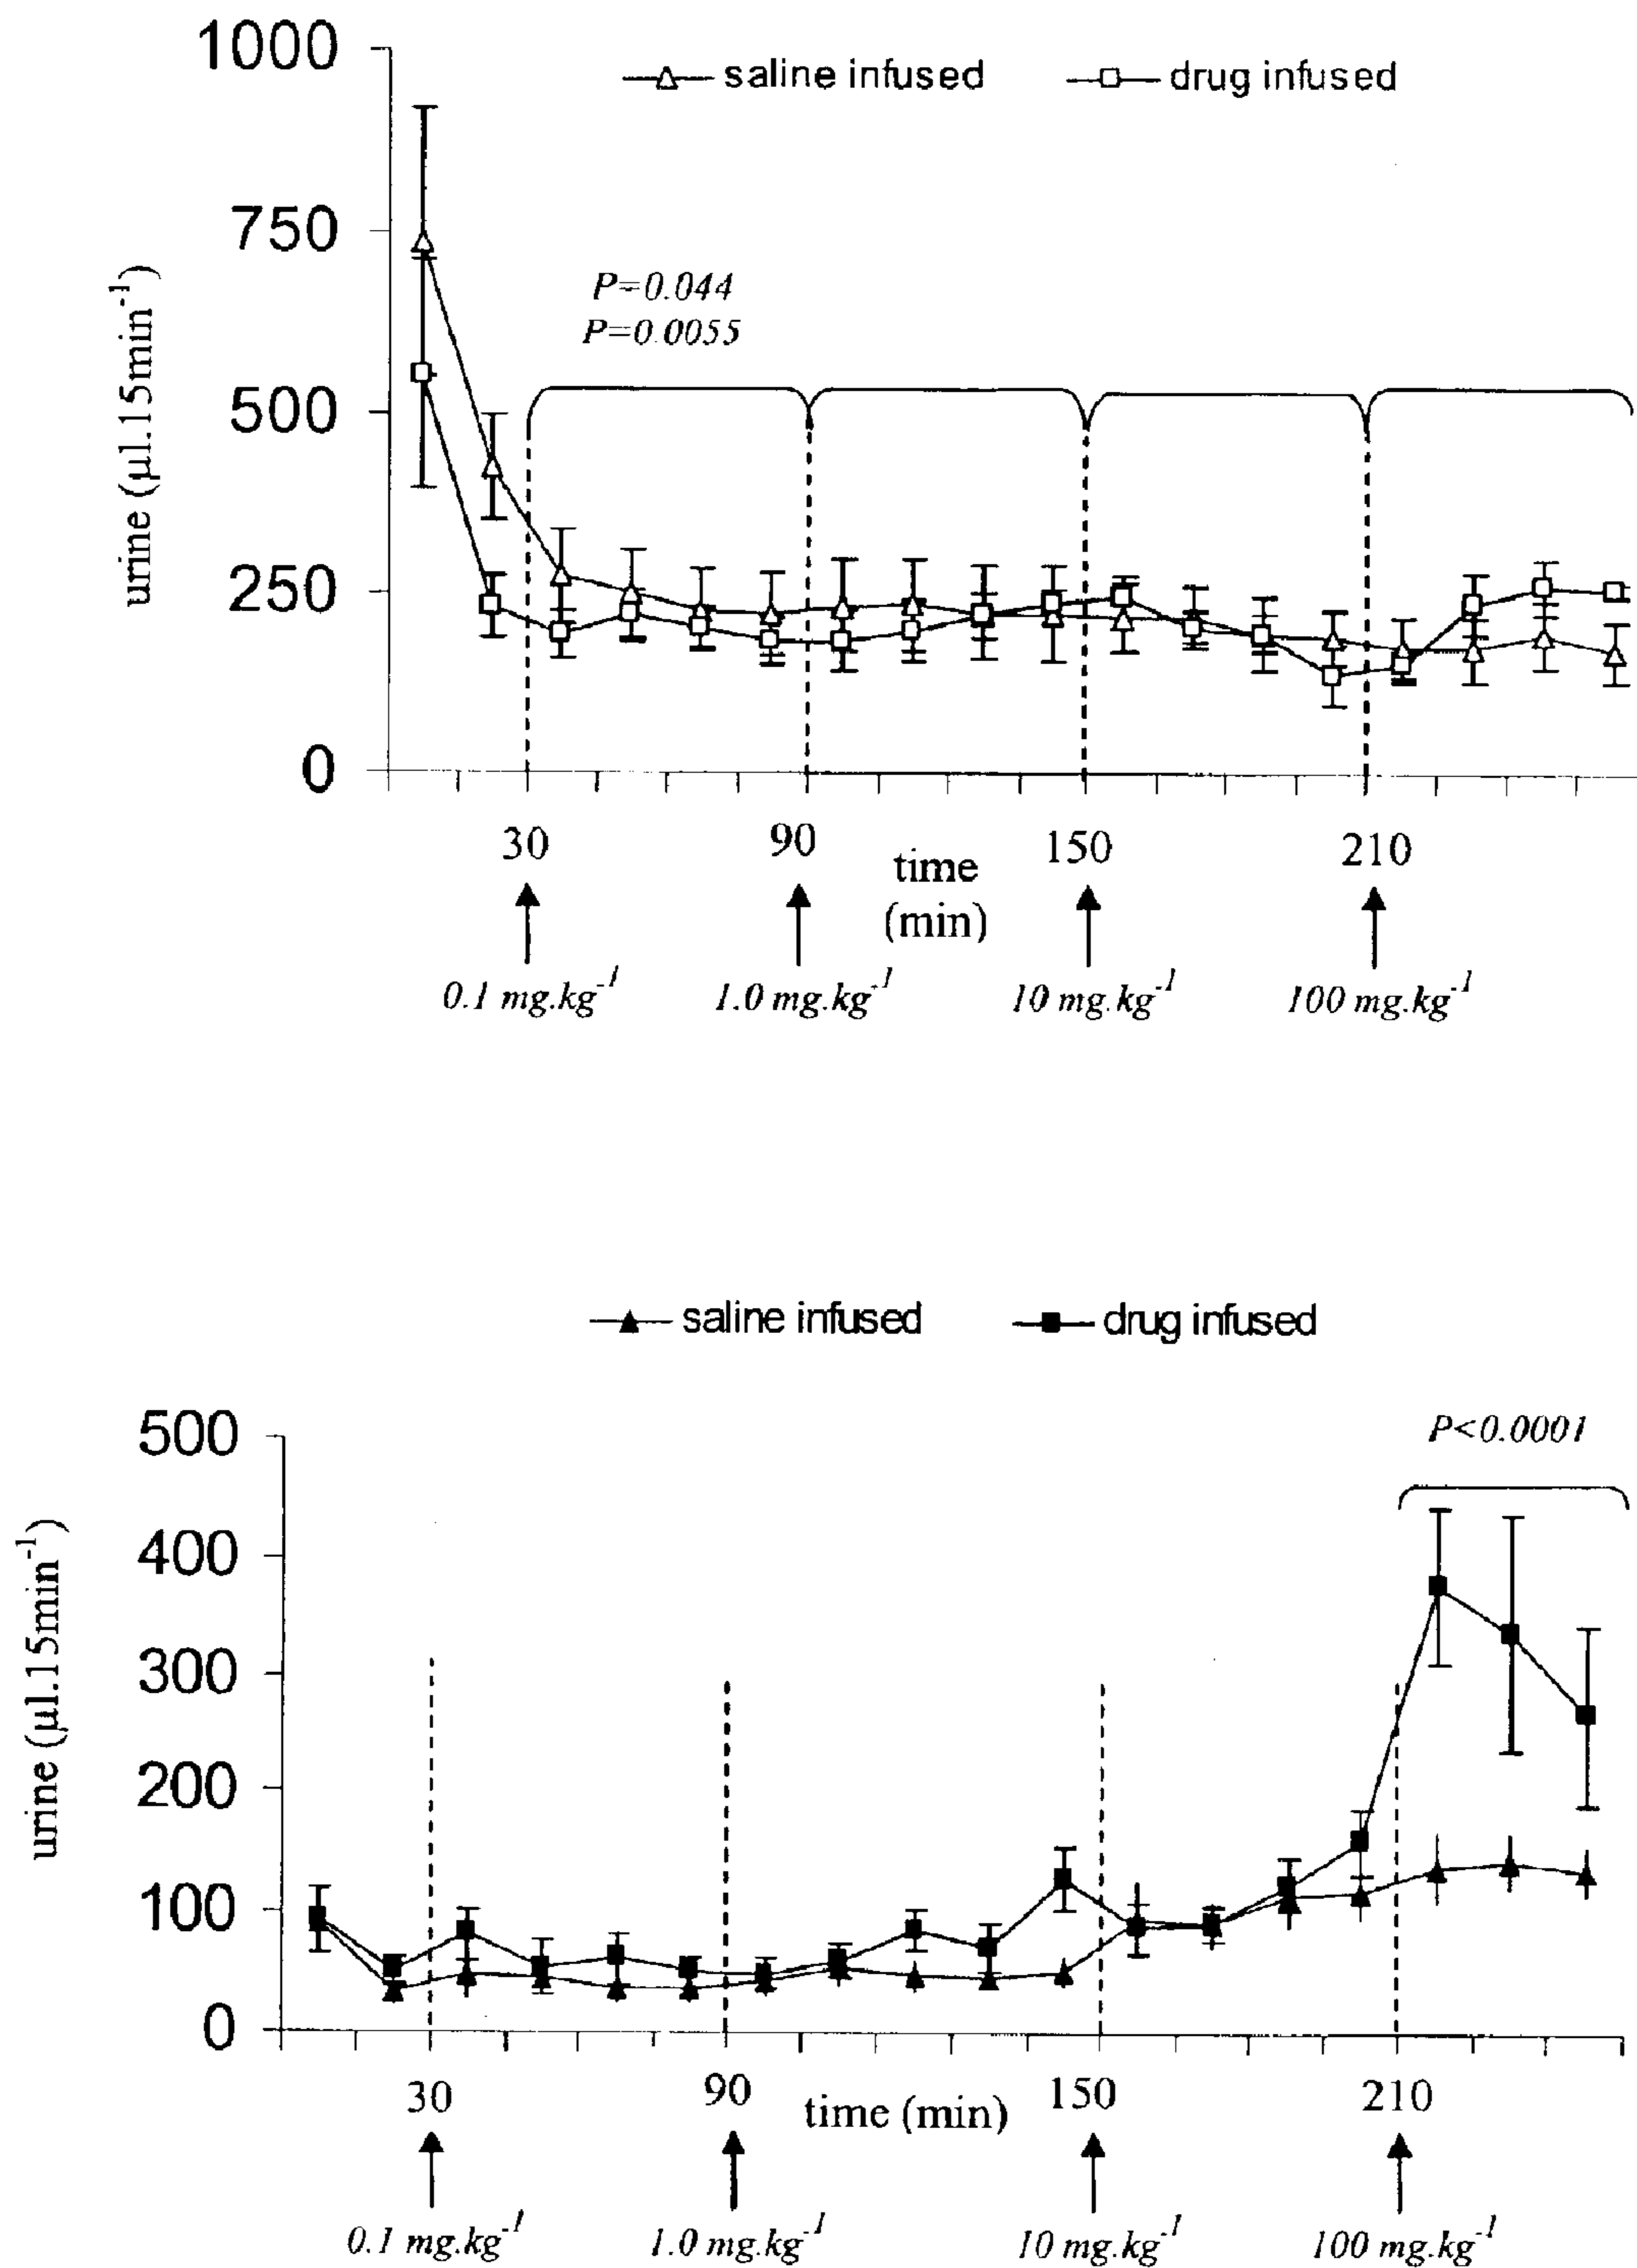 1000
saline infused   drug infused
750
P=0.044
P=0.0055
500
250
0
urine (µl.15min⁻¹)
30   90   time (min)   150   210
0.1 mg.kg⁻¹   1.0 mg.kg⁻¹   10 mg.kg⁻¹   100 mg.kg⁻¹
saline infused   drug infused
500
P<0.0001
400
300
200
100
0
urine (µl.15min⁻¹)
30   90   time (min)   150   210
0.1 mg.kg⁻¹   1.0 mg.kg⁻¹   10 mg.kg⁻¹   100 mg.kg⁻¹